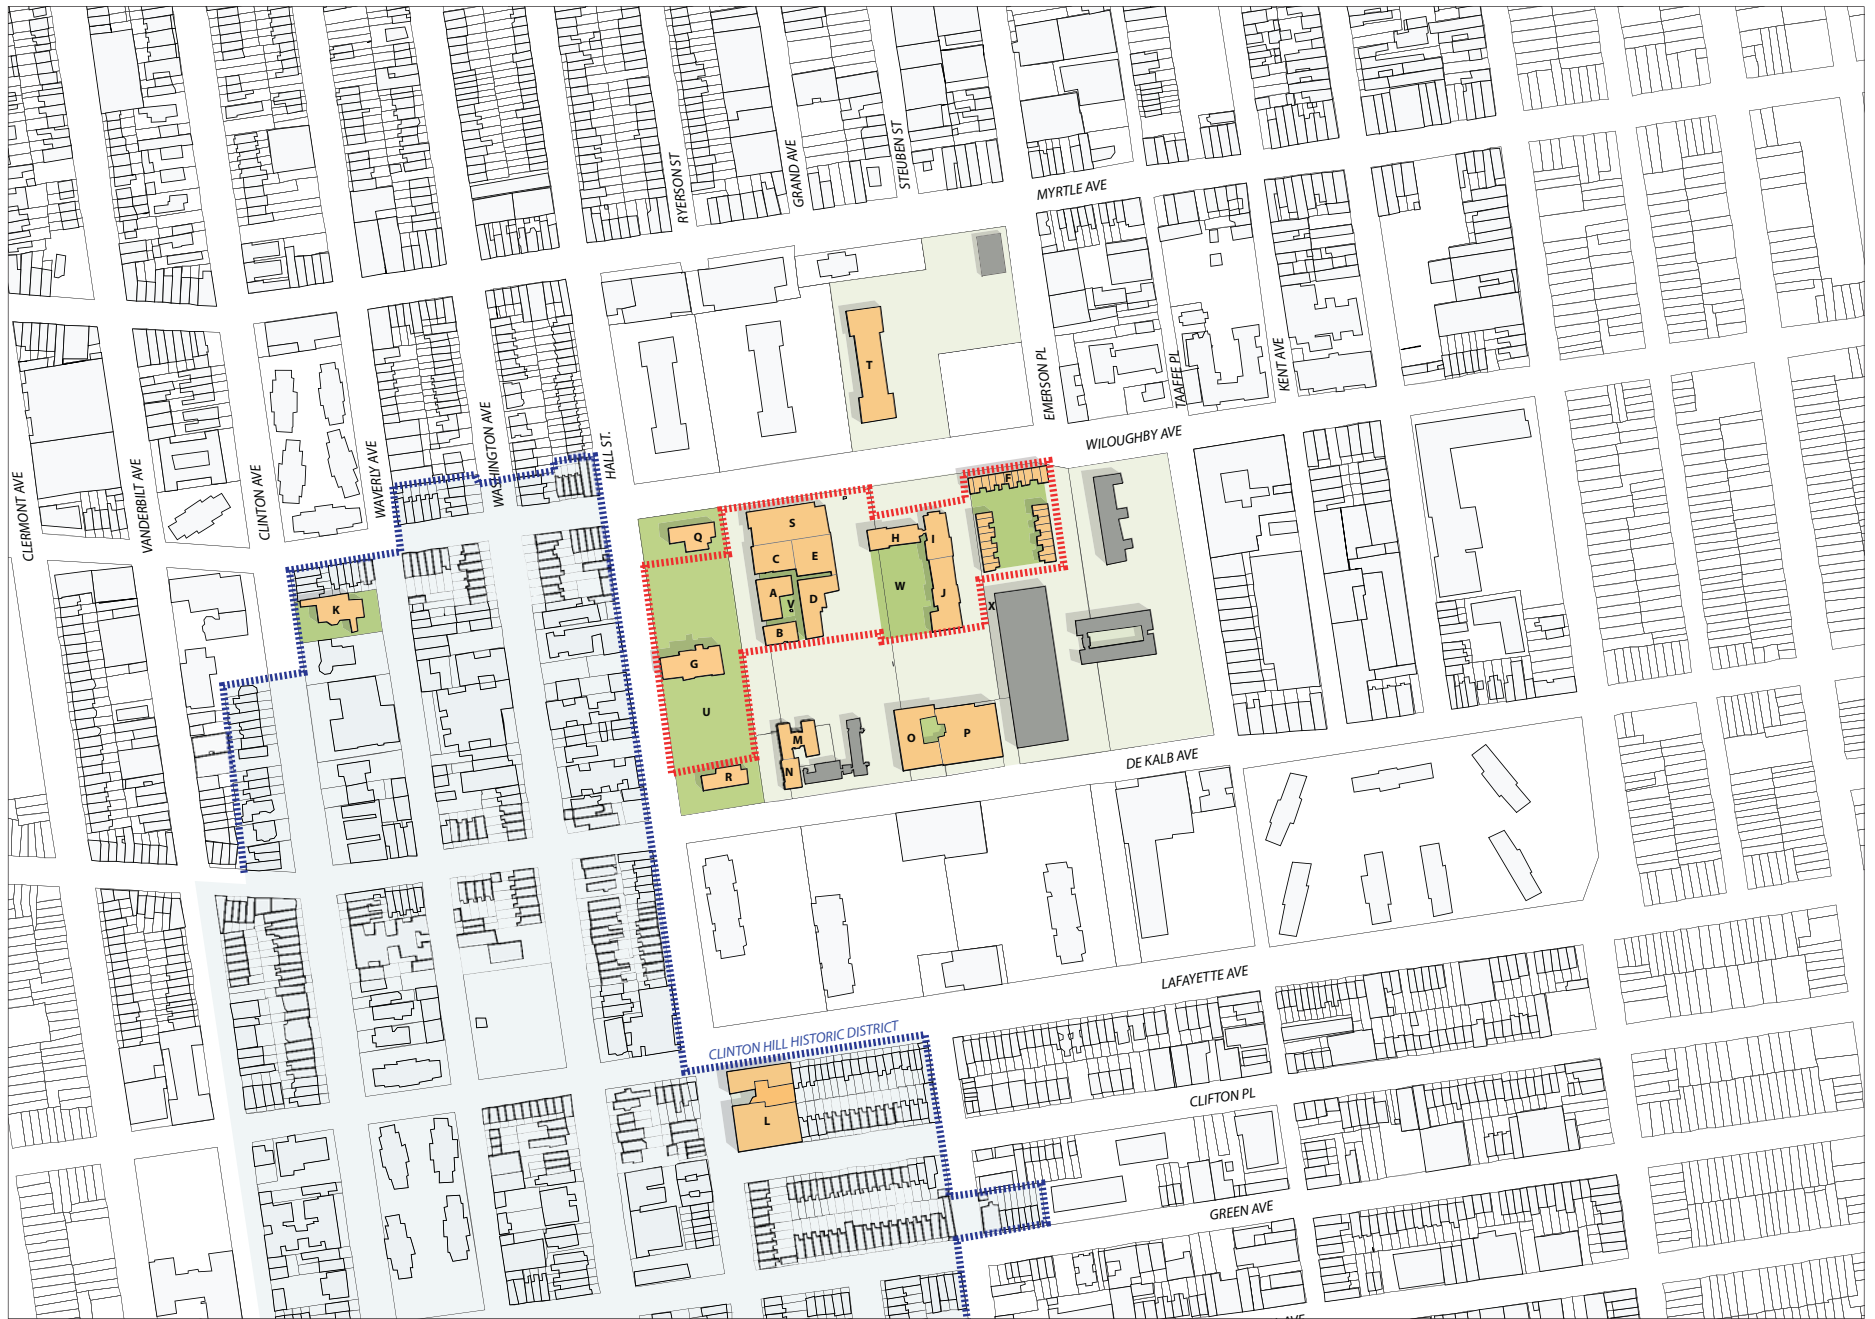 RYERSON ST
GRAND AVE
STEUBEN ST
MYRTLE AVE
EMERSON PL
TAAFFE PL
KENT AVE
WILOUGHBY AVE
CLERMONT AVE
VANDERBILT AVE
CLINTON AVE
WAVERLY AVE
WASHINGTON AVE
HALL ST.
T
F
P
S
Q
H
I
C
E
K
A
V
D
W
J
X
B
G
U
M
O
P
N
R
DE KALB AVE
LAFAYETTE AVE
CLINTON HILL HISTORIC DISTRICT
L
CLIFTON PL
GREEN AVE
AVE